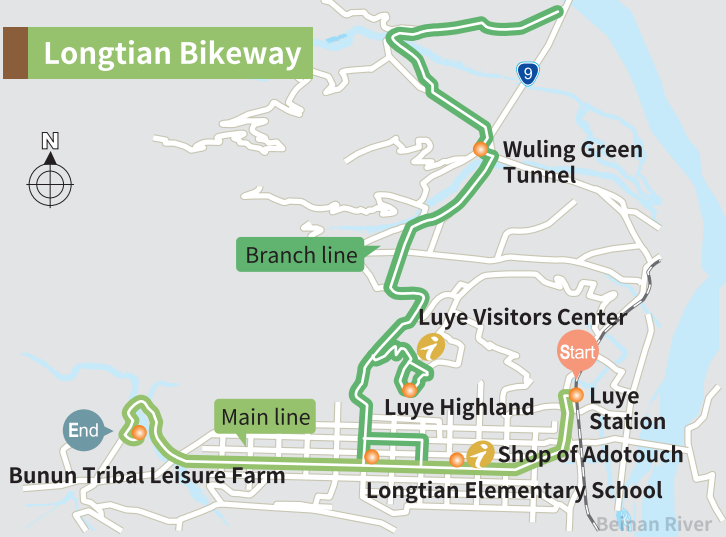 Longtian Bikeway
9
N
Wuling Green
Tunnel
Branch line
Luye Visitors Center
i
Start
Luye
Station
Luye Highland
Main line
End
i
Shop of Adotouch
Bunun Tribal Leisure Farm
Longtian Elementary School
Beinan River